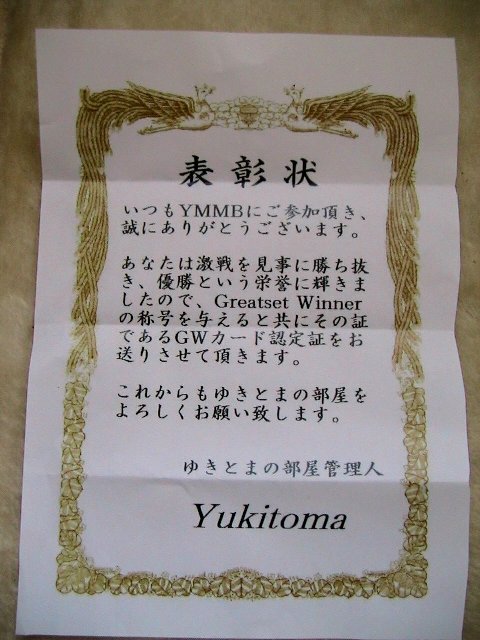 表彰状
いつもYMMBにご参加頂き、
誠にありがとうございます。
あなたは激戦を見事に勝ち抜
き、優勝という栄誉に輝きま
したので、Greatset Winner
の称号を与えると共にその証
であるGWカード認定証をお
送りさせて頂きます。
これからもゆきとまの部屋を
よろしくお願い致します。
ゆきとまの部屋管理人
Yukitoma